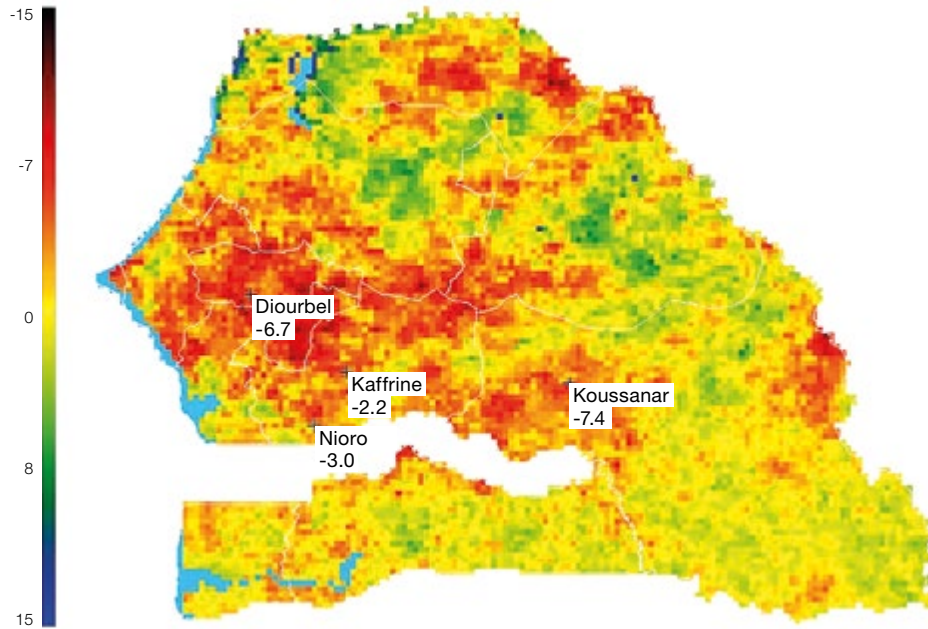 -15
-7
0
8
15
Diourbel
-6.7
Kaffrine
-2.2
Koussanar
-7.4
Nioro
-3.0